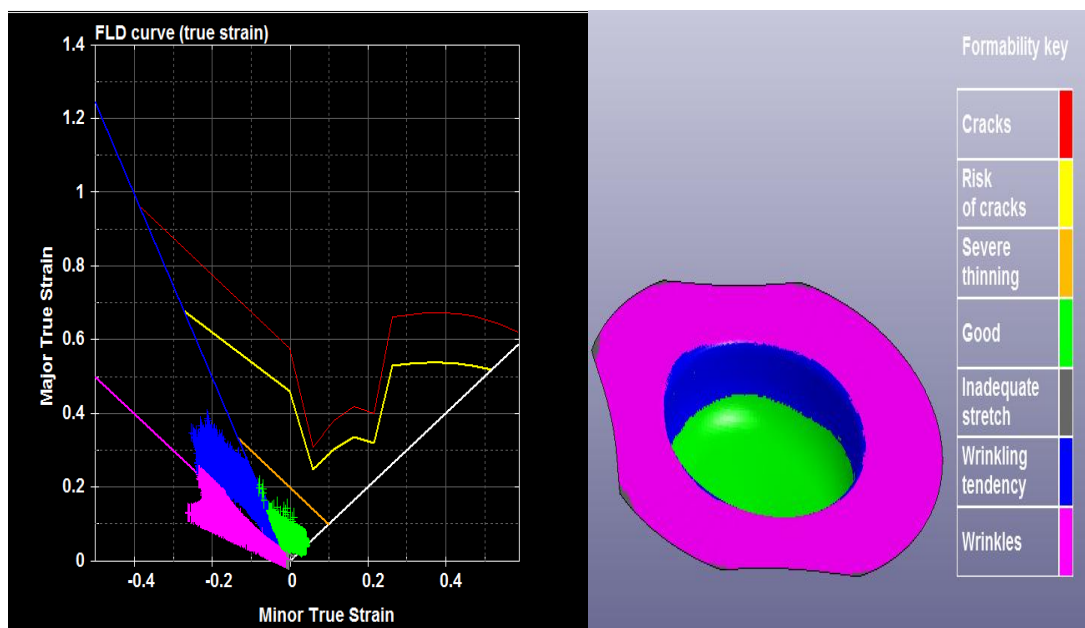 FLD curve (true strain)
1.4
1.2
1
0.8
0.6
0.4
0.2
0
Major True Strain
-0.4
-0.2
0
0.2
0.4
Minor True Strain
Formability key
Cracks
Risk
of cracks
Severe
thinning
Good
Inadequate
stretch
Wrinkling
tendency
Wrinkles